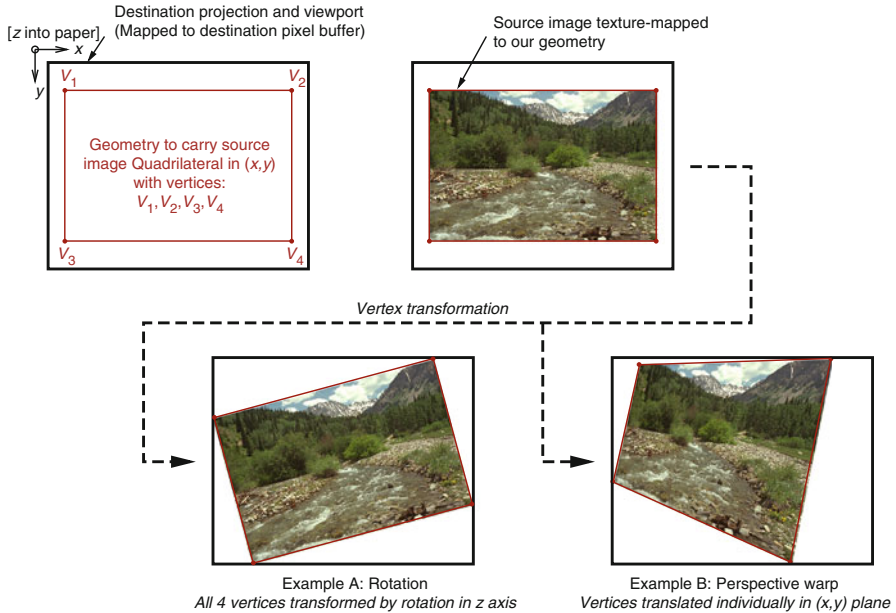 Destination projection and viewport
(Mapped to destination pixel buffer)
[z into paper]
x
y
V1
V2
Geometry to carry source
image Quadrilateral in (x,y)
with vertices:
V1, V2, V3, V4
V3
V4
Source image texture-mapped
to our geometry
Vertex transformation
Example A: Rotation
All 4 vertices transformed by rotation in z axis
Example B: Perspective warp
Vertices translated individually in (x,y) plane